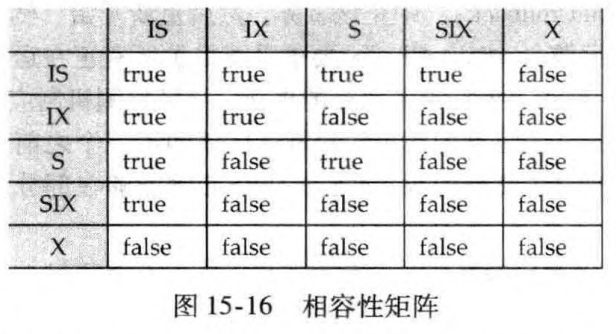 IS IX S SIX X
IS true true true true false
IX true true false false false
S true false true false false
SIX true false false false false
X false false false false false
图 15-16 相容性矩阵